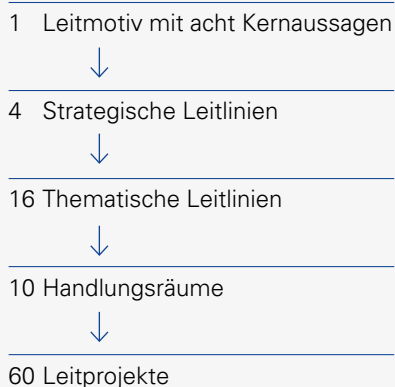 1 Leitmotiv mit acht Kernaussagen
4 Strategische Leitlinien
16 Thematische Leitlinien
10 Handlungsräume
60 Leitprojekte